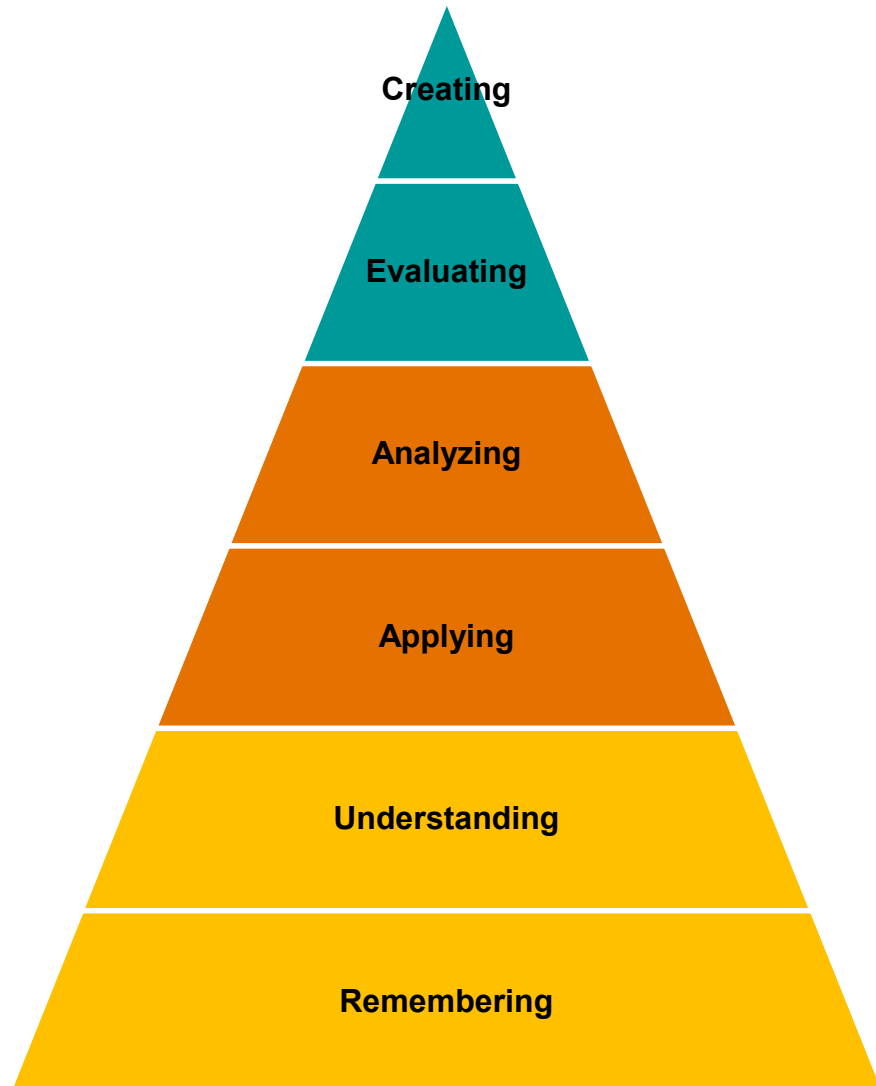 Creating
Evaluating
Analyzing
Applying
Understanding
Remembering